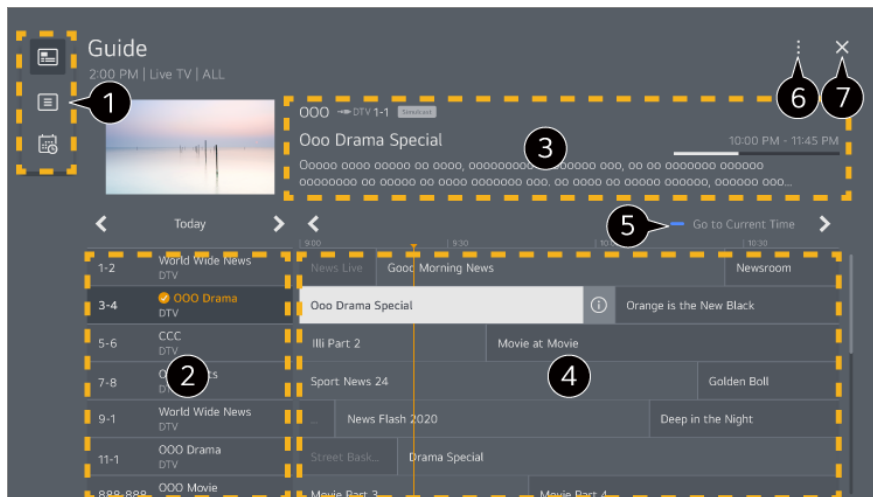 Guide
2:00 PM | Live TV | ALL
1
6
7
OOO DTV 1-1 Simulcast
Ooo Drama Special
3
10:00 PM - 11:45 PM
Ooooo oooo ooooo oo oooo, ooo, oo oo ooooooo oooooo
oooooooo oo ooooo oo oooo ooooooo ooo. oo oooo oo ooooo oooooo, oooooo ooo...
Today
5
Go to Current Time
9:00
9:30
10:30
1-2 World Wide News
DTV
News Live
Good Morning News
Newsroom
3-4 OOO Drama
DTV
Ooo Drama Special
Orange is the New Black
5-6 CCC
DTV
Illi Part 2
Movie at Movie
7-8
2
Sport News 24
4
Golden Boll
9-1 World Wide News
DTV
...
News Flash 2020
Deep in the Night
11-1 OOO Drama
DTV
Street Bask...
Drama Special
888-888 OOO Movie
Movie Part 3
Movie Part 4